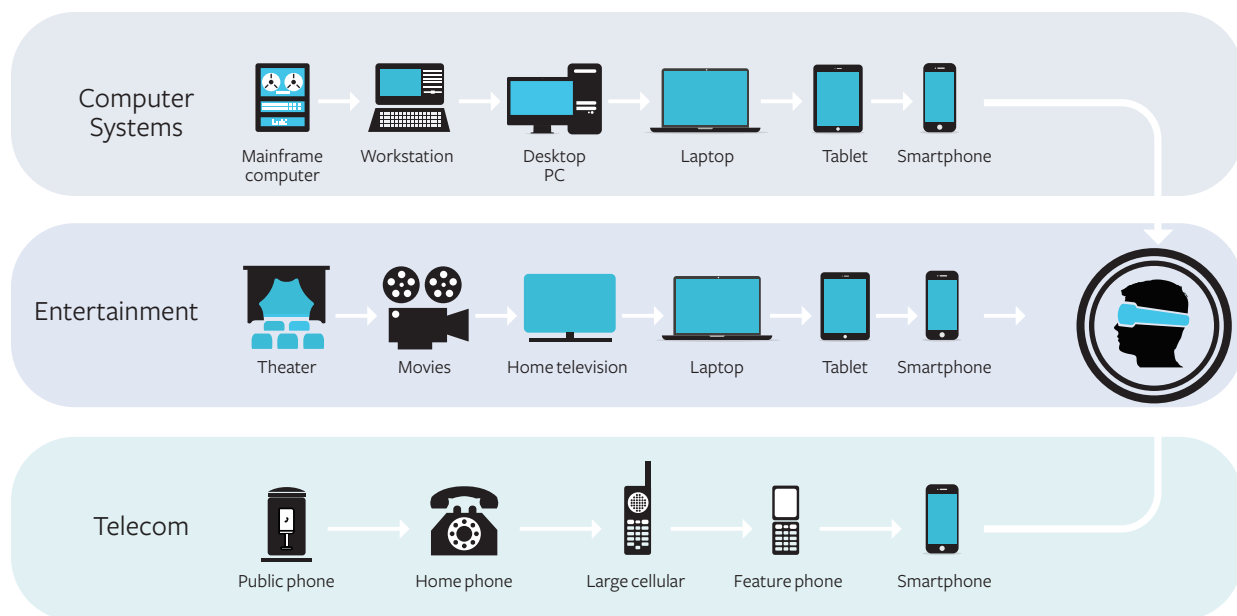 Computer
Systems
Mainframe
computer
Workstation
Desktop
PC
Laptop
Tablet
Smartphone
Entertainment
Theater
Movies
Home television
Laptop
Tablet
Smartphone
Telecom
Public phone
Home phone
Large cellular
Feature phone
Smartphone